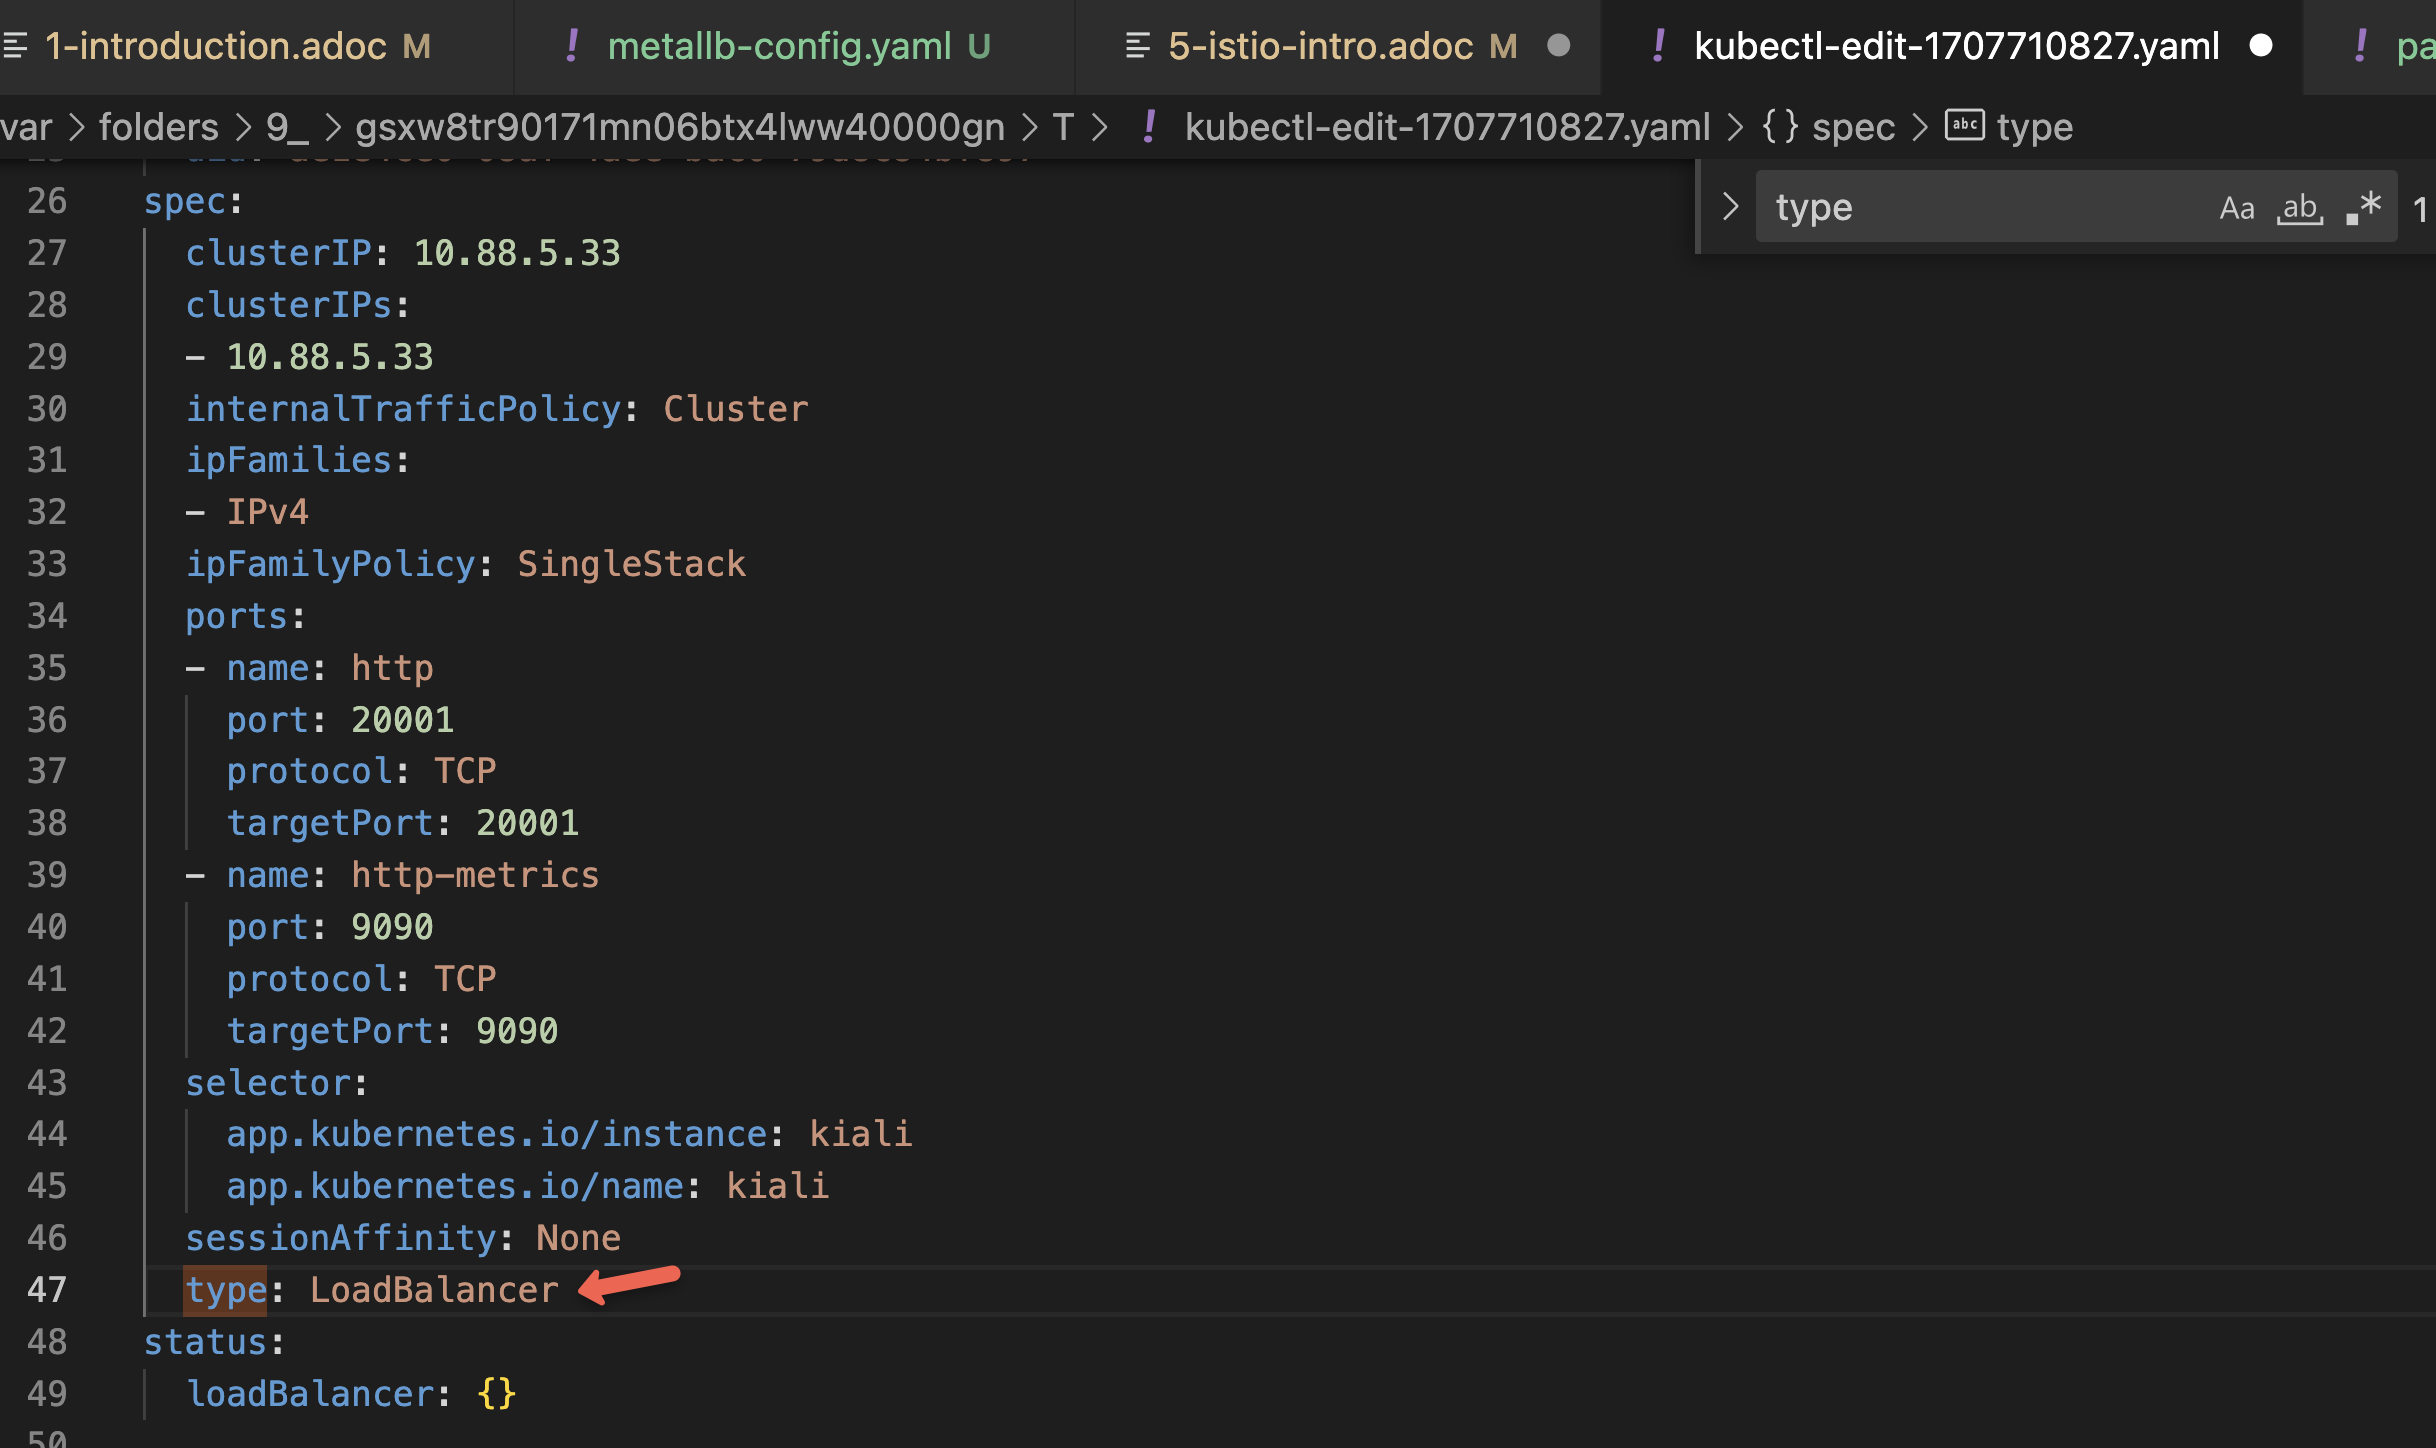 1-introduction.adoc M
! metallb-config.yaml U
5-istio-intro.adoc M
! kubectl-edit-1707710827.yaml
! pa
var > folders > 9_ > gsxw8tr90171mn06btx4lww40000gn > T > ! kubectl-edit-1707710827.yaml > {} spec > abc type
type Aa ab .* 1
26 spec:
27 clusterIP: 10.88.5.33
28 clusterIPs:
29 - 10.88.5.33
30 internalTrafficPolicy: Cluster
31 ipFamilies:
32 - IPv4
33 ipFamilyPolicy: SingleStack
34 ports:
35 - name: http
36 port: 20001
37 protocol: TCP
38 targetPort: 20001
39 - name: http-metrics
40 port: 9090
41 protocol: TCP
42 targetPort: 9090
43 selector:
44 app.kubernetes.io/instance: kiali
45 app.kubernetes.io/name: kiali
46 sessionAffinity: None
47 type: LoadBalancer
48 status:
49 loadBalancer: {}
50